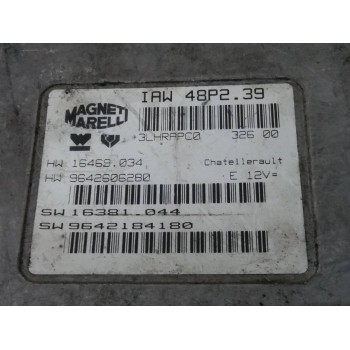 MAGNETI
MARELLI
IAW 48P2.39
3LHRAPC0 326 00
HW 16468.034 Chatellerault
HW 9642606280 E 12V=
SW 16381.044
SW 9642184180